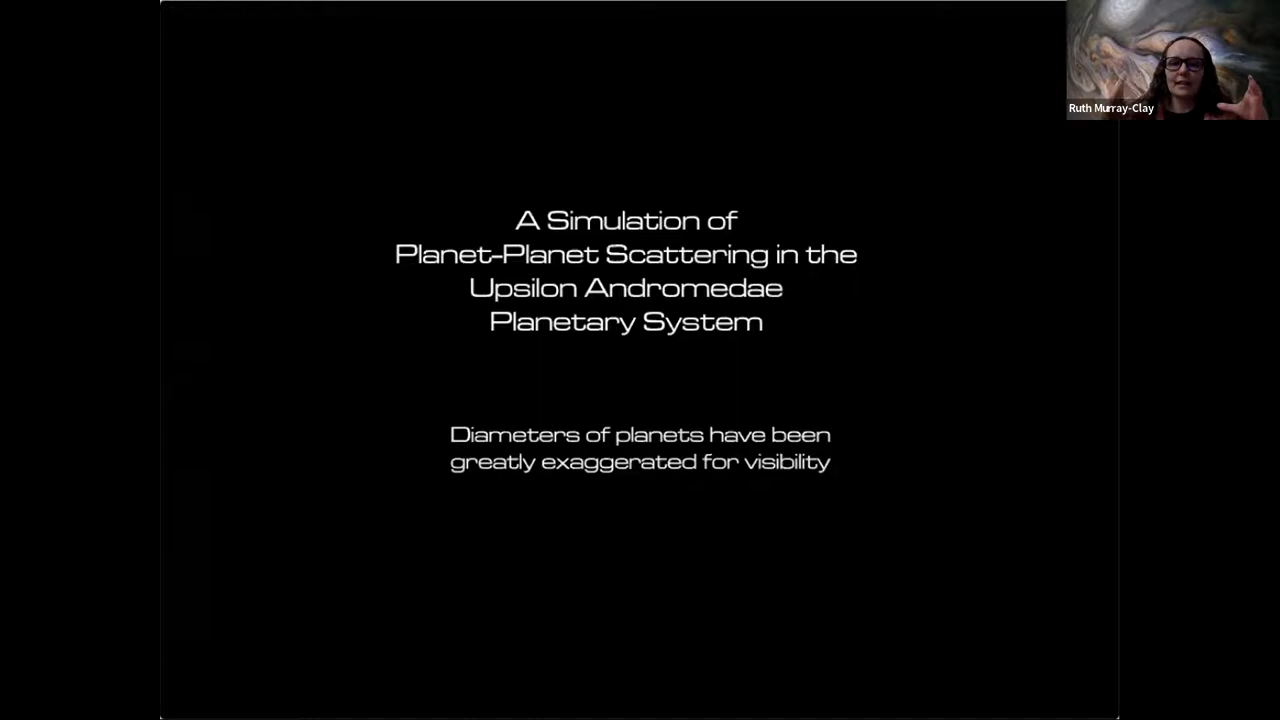 Ruth Murray-Clay
A Simulation of
Planet-Planet Scattering in the
Upsilon Andromedae
Planetary System
Diameters of planets have been
greatly exaggerated for visibility